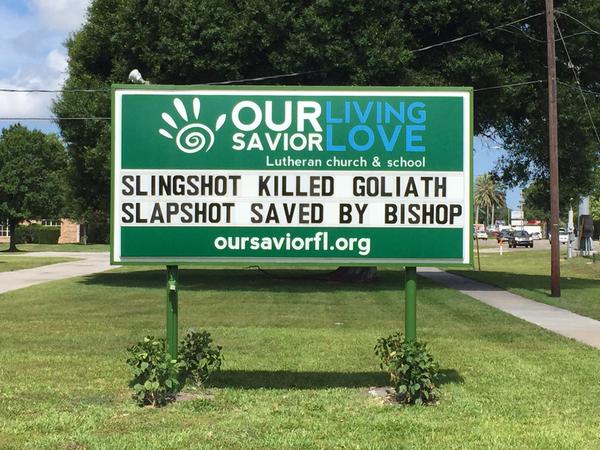 OUR LIVING
SAVIOR LOVE
Lutheran church & school
SLINGSHOT KILLED GOLIATH
SLAPSHOT SAVED BY BISHOP
oursaviorfl.org